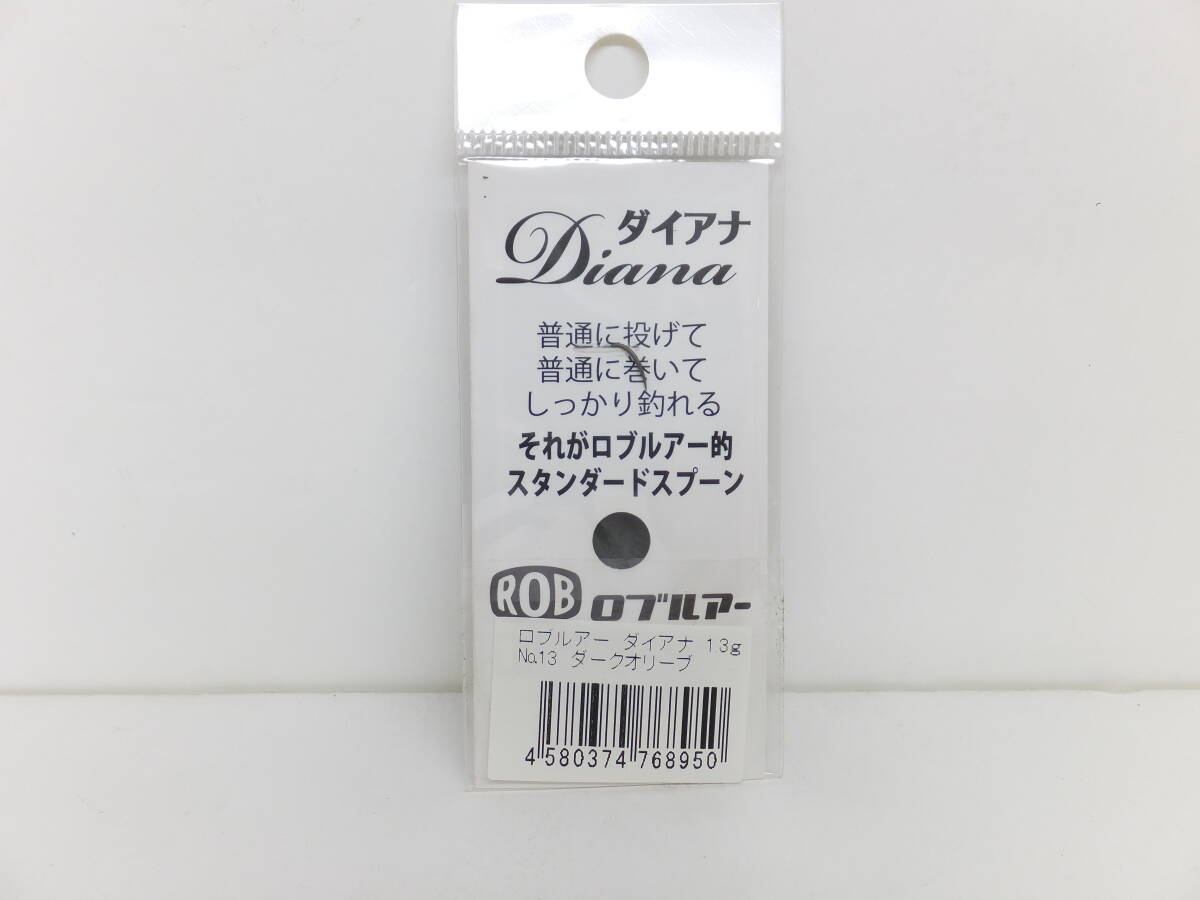 ダイアナ
Diana
普通に投げて
普通に巻いて
しっかり釣れる
それがロブルアー的
スタンダードスプーン
ROB ロブルアー
ロブルアー ダイアナ 1.3g
No.13 ダークオリーブ
4 580374 768950